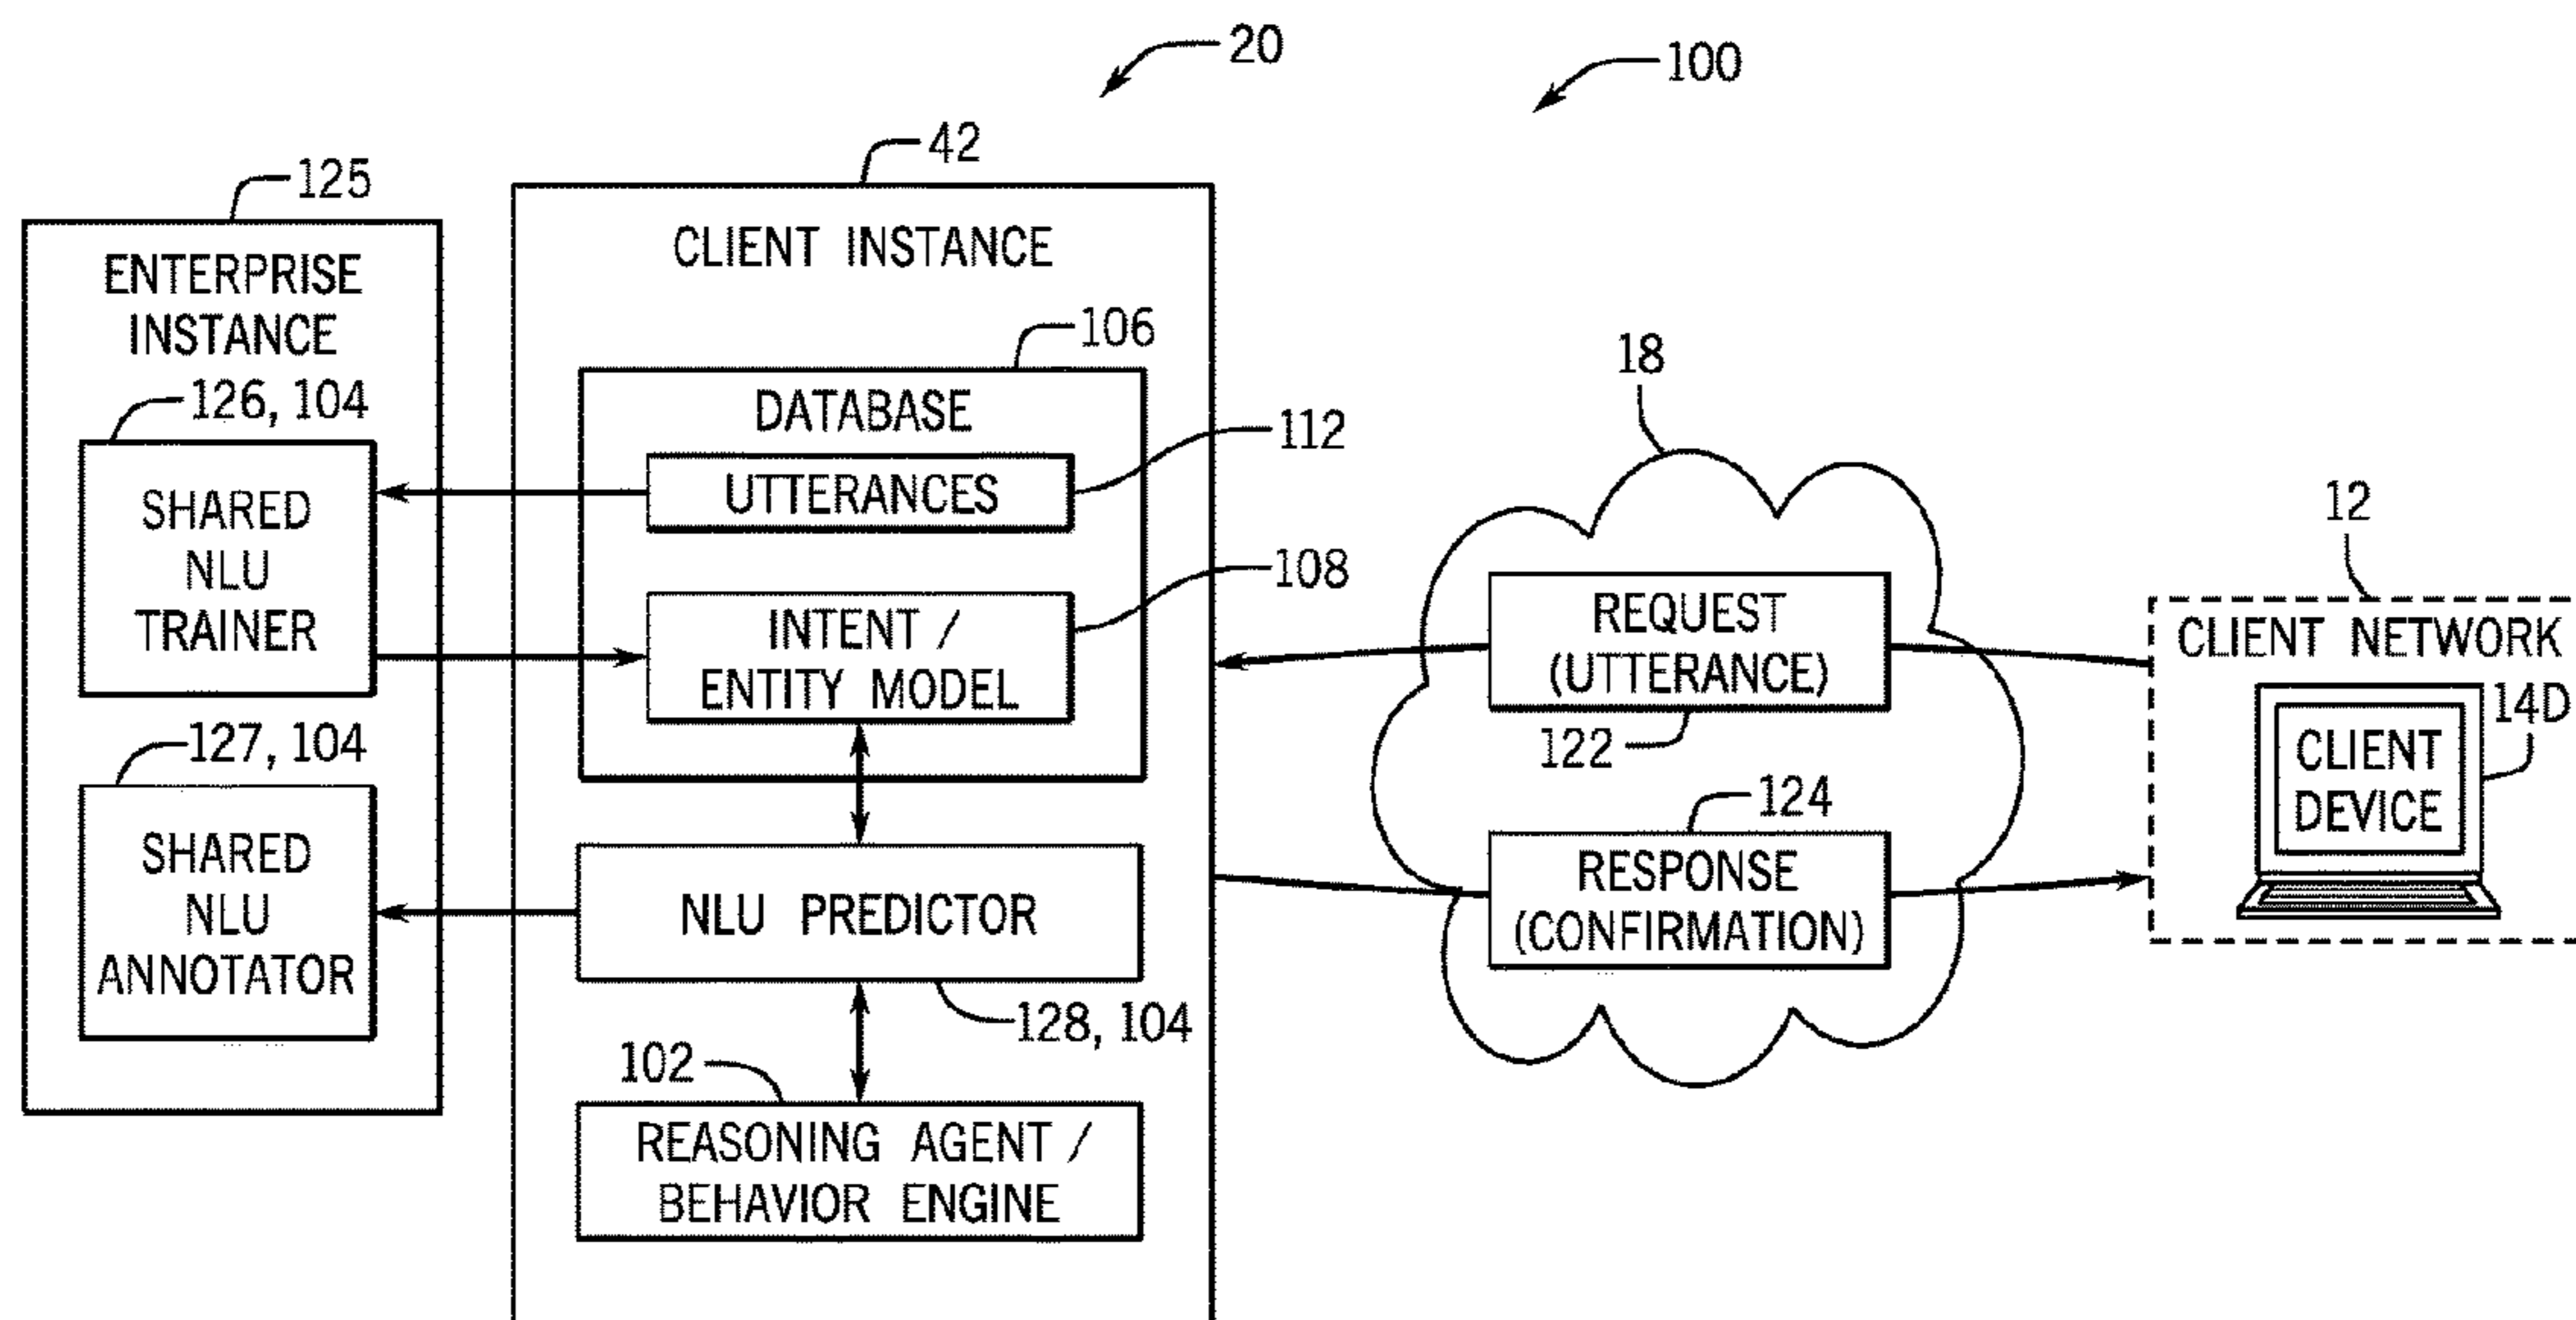 20
100
42
125
ENTERPRISE
INSTANCE
126, 104
SHARED
NLU
TRAINER
127, 104
SHARED
NLU
ANNOTATOR
CLIENT INSTANCE
106
DATABASE
112
UTTERANCES
108
INTENT /
ENTITY MODEL
NLU PREDICTOR
128, 104
102
REASONING AGENT /
BEHAVIOR ENGINE
18
REQUEST
(UTTERANCE)
122
124
RESPONSE
(CONFIRMATION)
12
CLIENT NETWORK
14D
CLIENT
DEVICE